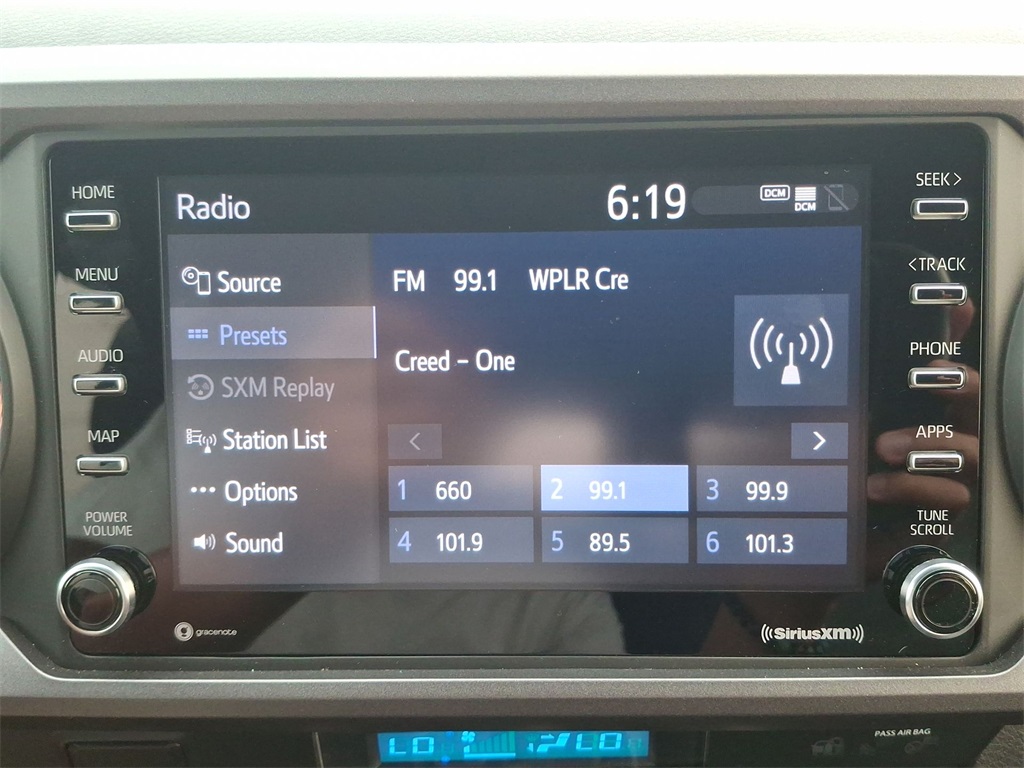 HOME
MENU
AUDIO
MAP
POWER
VOLUME
Radio
6:19
DCM
DCM
Source
Presets
SXM Replay
Station List
Options
Sound
FM 99.1 WPLR Cre
Creed - One
<
>
1 660
2 99.1
3 99.9
4 101.9
5 89.5
6 101.3
SEEK >
< TRACK
PHONE
APPS
TUNE
SCROLL
gracenote
((SiriusXM))
LO LO
PASS AIR BAG